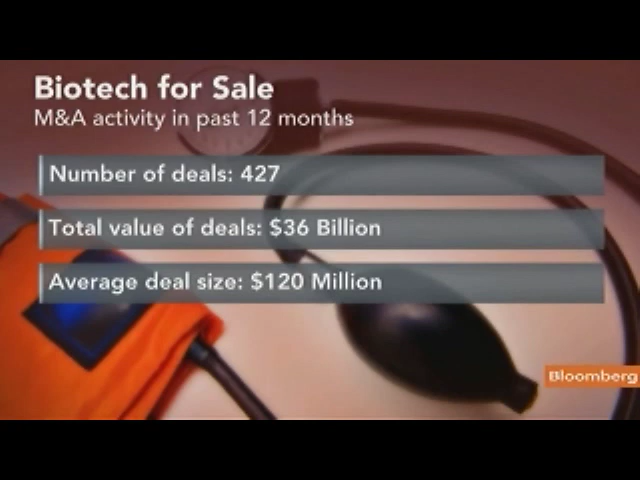 Biotech for Sale
M&A activity in past 12 months
Number of deals: 427
Total value of deals: $36 Billion
Average deal size: $120 Million
Bloomberg